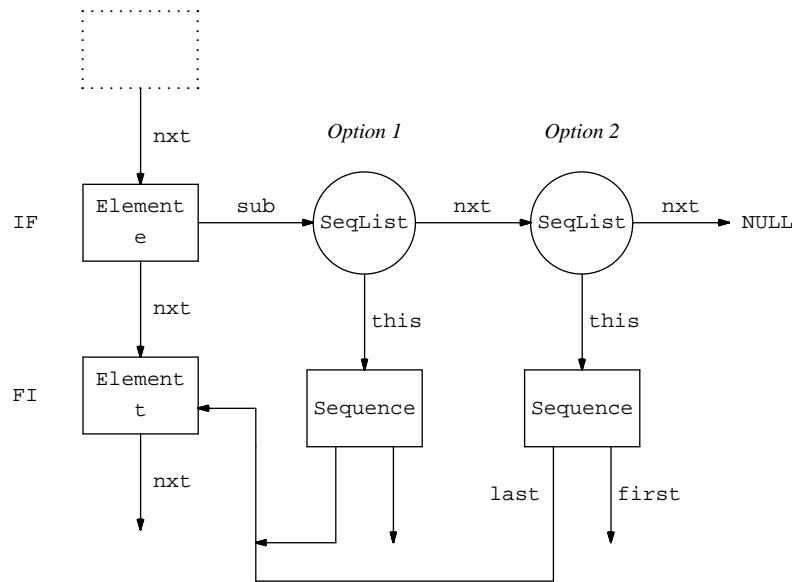 nxt
Option 1
Option 2
IF
Element
e
sub
SeqList
nxt
SeqList
nxt
NULL
nxt
this
this
FI
Element
t
Sequence
Sequence
nxt
last
first